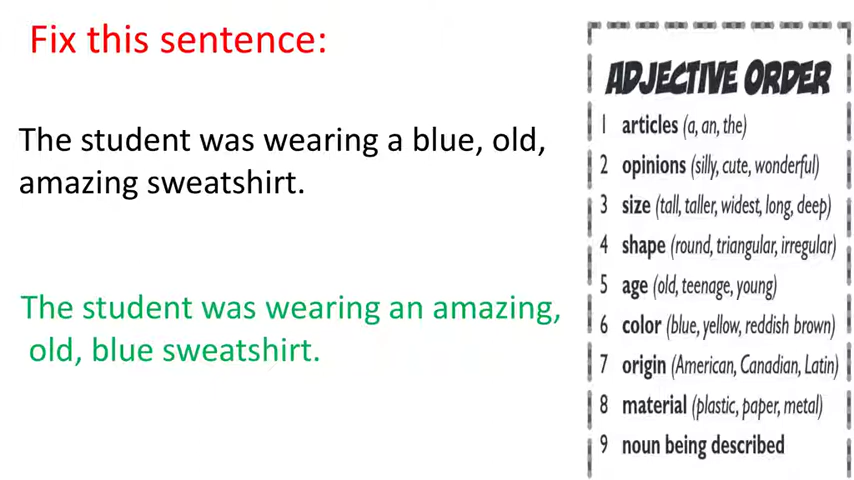 Fix this sentence:
The student was wearing a blue, old,
amazing sweatshirt.
The student was wearing an amazing,
old, blue sweatshirt.
ADJECTIVE ORDER
1 articles (a, an, the)
2 opinions (silly, cute, wonderful)
3 size (tall, taller, widest, long, deep)
4 shape (round, triangular, irregular)
5 age (old, teenage, young)
6 color (blue, yellow, reddish brown)
7 origin (American, Canadian, Latin)
8 material (plastic, paper, metal)
9 noun being described